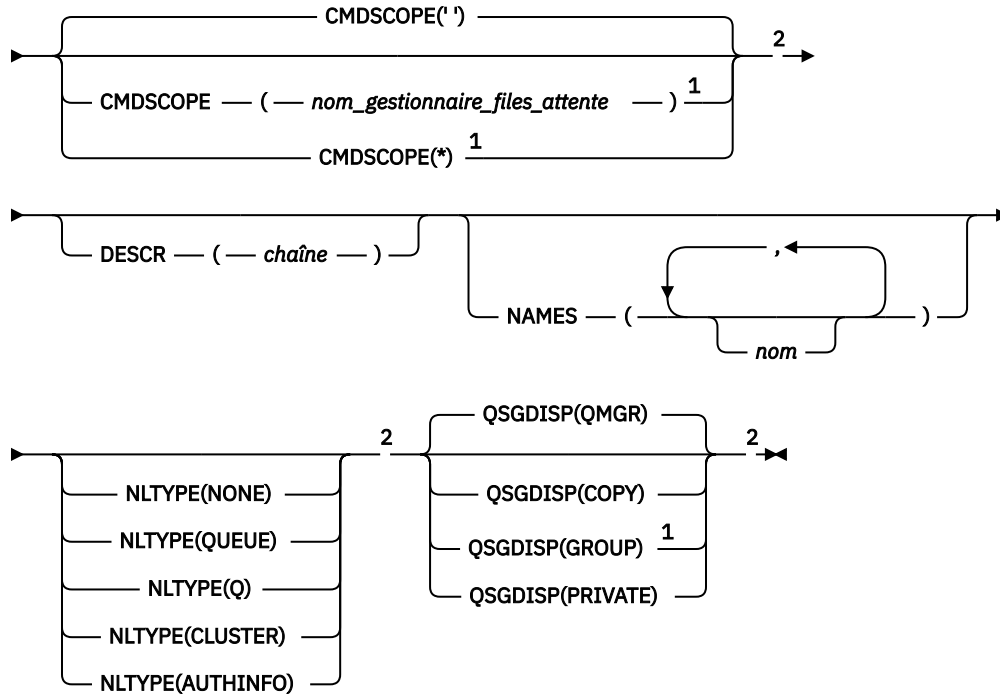 CMDSCOPE(' ')
2
CMDSCOPE ( nom_gestionnaire_files_attente ) 1
CMDSCOPE(*) 1
DESCR ( chaîne )
,
NAMES ( )
nom
QSGDISP(QMGR)
2 2
NLTYPE(NONE) QSGDISP(COPY)
NLTYPE(QUEUE) QSGDISP(GROUP) 1
NLTYPE(Q) QSGDISP(PRIVATE)
NLTYPE(CLUSTER)
NLTYPE(AUTHINFO)